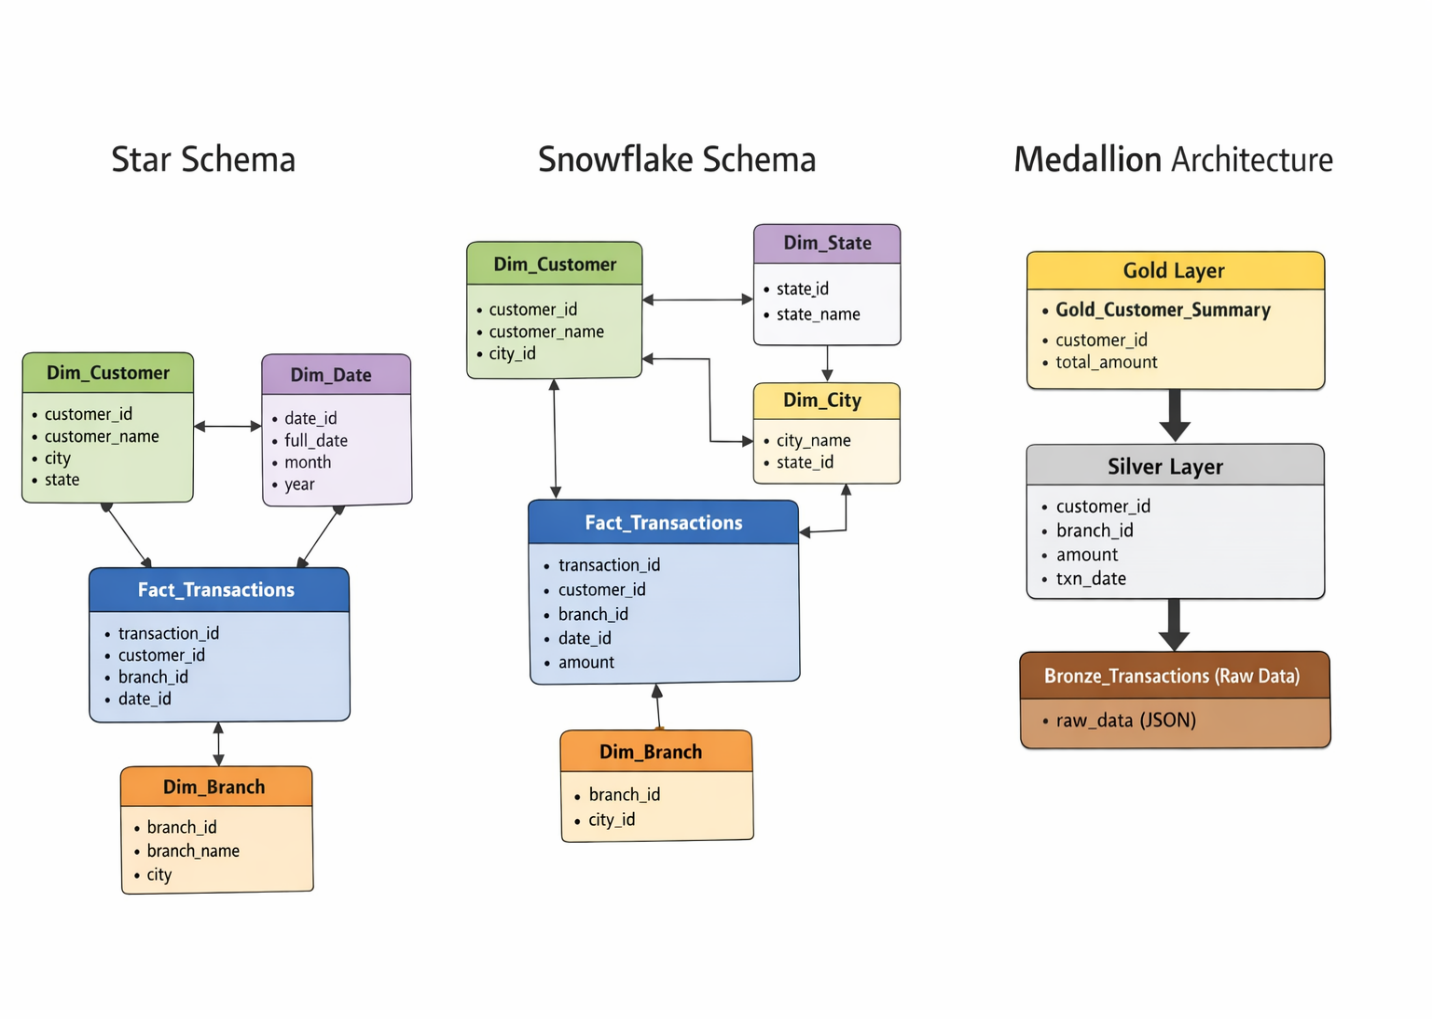 Star Schema
Dim_Customer
• customer_id
• customer_name
• city
• state
Dim_Date
• date_id
• full_date
• month
• year
Fact_Transactions
• transaction_id
• customer_id
• branch_id
• date_id
Dim_Branch
• branch_id
• branch_name
• city
Snowflake Schema
Dim_Customer
• customer_id
• customer_name
• city_id
Dim_State
• state_id
• state_name
Dim_City
• city_name
• state_id
Fact_Transactions
• transaction_id
• customer_id
• branch_id
• date_id
• amount
Dim_Branch
• branch_id
• city_id
Medallion Architecture
Gold Layer
• Gold_Customer_Summary
• customer_id
• total_amount
Silver Layer
• customer_id
• branch_id
• amount
• txn_date
Bronze_Transactions (Raw Data)
• raw_data (JSON)